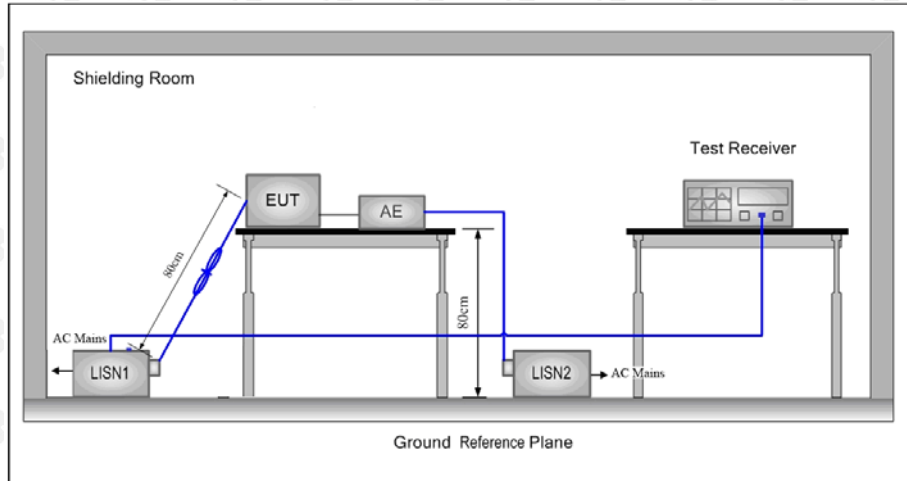 Shielding Room
Test Receiver
EUT
AE
80cm
80cm
AC Mains
LISN1
LISN2
AC Mains
Ground Reference Plane